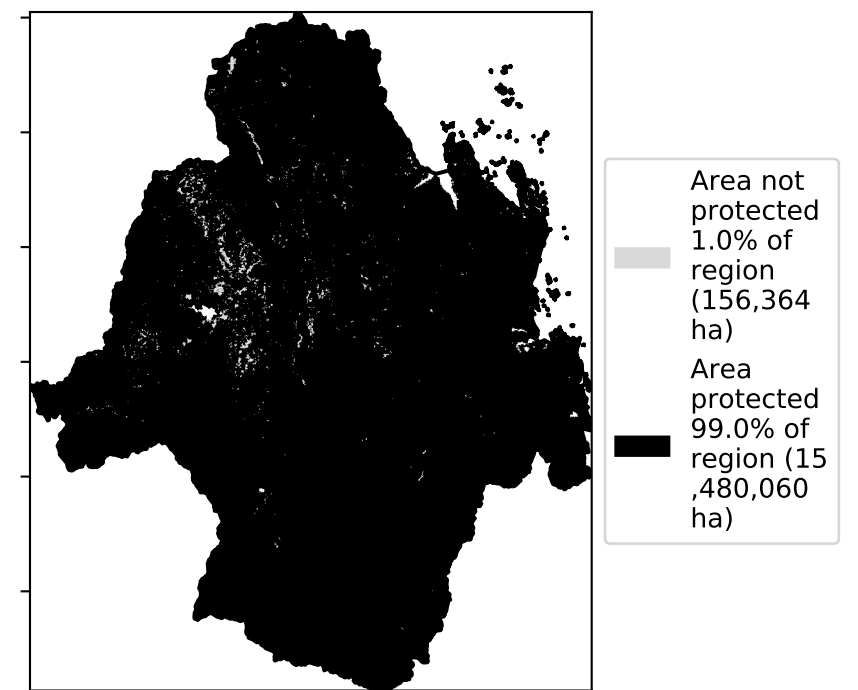 Area not
protected
1.0% of
region
(156,364
ha)
Area
protected
99.0% of
region (15
,480,060
ha)